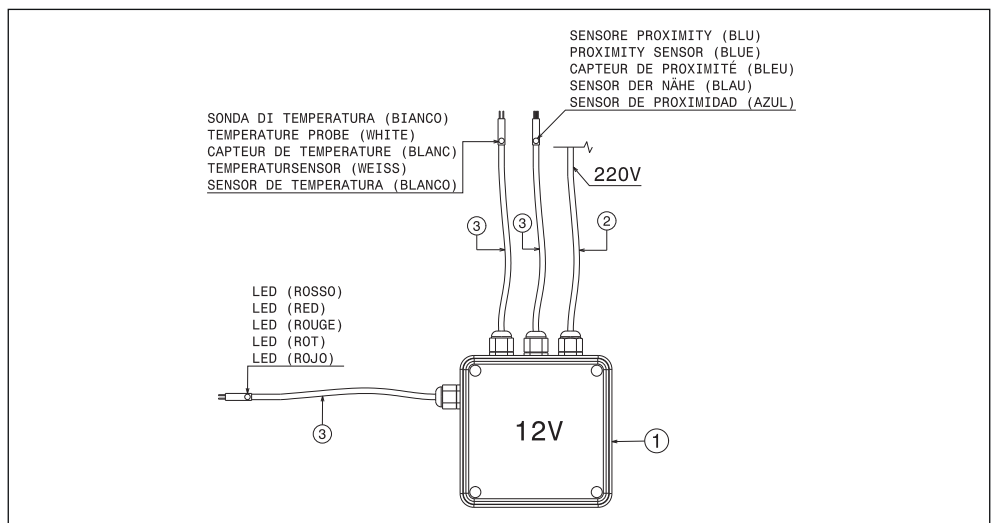 SENSORE PROXIMITY (BLU)
PROXIMITY SENSOR (BLUE)
CAPTEUR DE PROXIMITÉ (BLEU)
SENSOR DER NÄHE (BLAU)
SENSOR DE PROXIMIDAD (AZUL)
SONDA DI TEMPERATURA (BIANCO)
TEMPERATURE PROBE (WHITE)
CAPTEUR DE TEMPERATURE (BLANC)
TEMPERATURSENSOR (WEISS)
SENSOR DE TEMPERATURA (BLANCO)
220V
3
3
2
LED (ROSSO)
LED (RED)
LED (ROUGE)
LED (ROT)
LED (ROJO)
3
12V
1